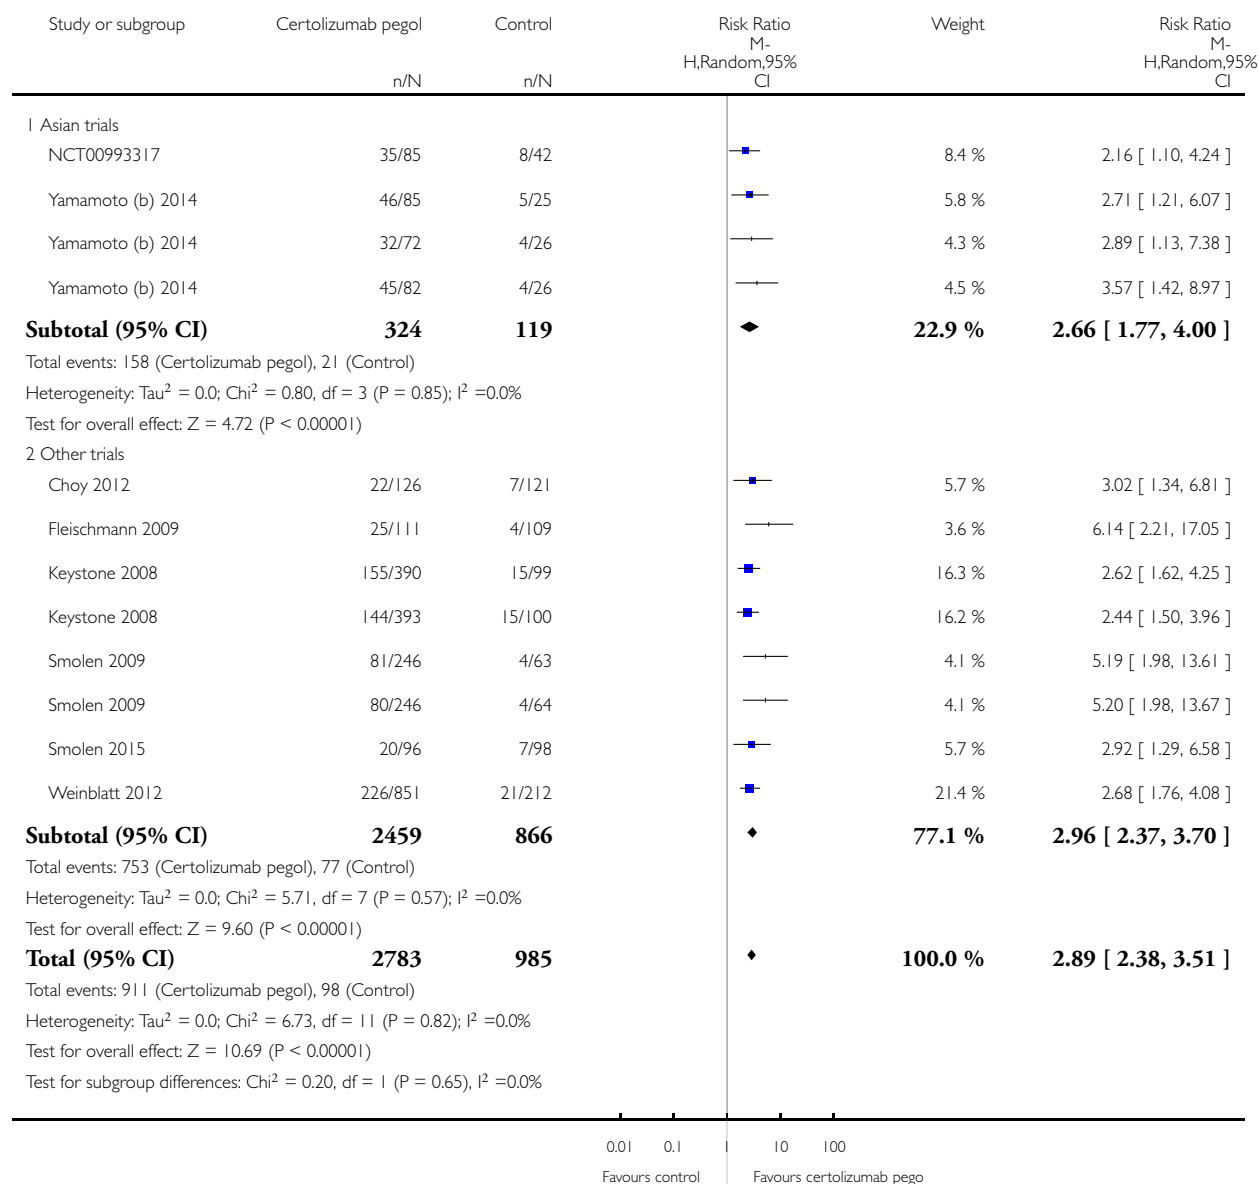 Study or subgroup Certolizumab pegol Control Risk Ratio Weight Risk Ratio
M- M-
H,Random,95% H,Random,95%
n/N n/N CI CI
1 Asian trials
NCT00993317 35/85 8/42 8.4 % 2.16 [ 1.10, 4.24 ]
Yamamoto (b) 2014 46/85 5/25 5.8 % 2.71 [ 1.21, 6.07 ]
Yamamoto (b) 2014 32/72 4/26 4.3 % 2.89 [ 1.13, 7.38 ]
Yamamoto (b) 2014 45/82 4/26 4.5 % 3.57 [ 1.42, 8.97 ]
Subtotal (95% CI) 324 119 22.9 % 2.66 [ 1.77, 4.00 ]
Total events: 158 (Certolizumab pegol), 21 (Control)
Heterogeneity: Tau² = 0.0; Chi² = 0.80, df = 3 (P = 0.85); I² =0.0%
Test for overall effect: Z = 4.72 (P < 0.00001)
2 Other trials
Choy 2012 22/126 7/121 5.7 % 3.02 [ 1.34, 6.81 ]
Fleischmann 2009 25/111 4/109 3.6 % 6.14 [ 2.21, 17.05 ]
Keystone 2008 155/390 15/99 16.3 % 2.62 [ 1.62, 4.25 ]
Keystone 2008 144/393 15/100 16.2 % 2.44 [ 1.50, 3.96 ]
Smolen 2009 81/246 4/63 4.1 % 5.19 [ 1.98, 13.61 ]
Smolen 2009 80/246 4/64 4.1 % 5.20 [ 1.98, 13.67 ]
Smolen 2015 20/96 7/98 5.7 % 2.92 [ 1.29, 6.58 ]
Weinblatt 2012 226/851 21/212 21.4 % 2.68 [ 1.76, 4.08 ]
Subtotal (95% CI) 2459 866 77.1 % 2.96 [ 2.37, 3.70 ]
Total events: 753 (Certolizumab pegol), 77 (Control)
Heterogeneity: Tau² = 0.0; Chi² = 5.71, df = 7 (P = 0.57); I² =0.0%
Test for overall effect: Z = 9.60 (P < 0.00001)
Total (95% CI) 2783 985 100.0 % 2.89 [ 2.38, 3.51 ]
Total events: 911 (Certolizumab pegol), 98 (Control)
Heterogeneity: Tau² = 0.0; Chi² = 6.73, df = 11 (P = 0.82); I² =0.0%
Test for overall effect: Z = 10.69 (P < 0.00001)
Test for subgroup differences: Chi² = 0.20, df = 1 (P = 0.65), I² =0.0%
0.01 0.1 1 10 100
Favours control Favours certolizumab pego